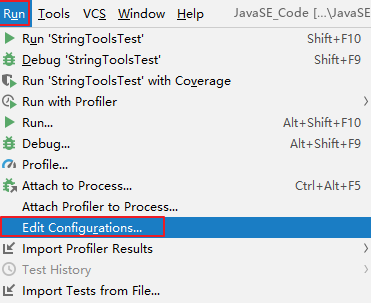 Run Tools VCS Window Help JavaSE_Code [...\JavaSE
Run 'StringToolsTest' Shift+F10
Debug 'StringToolsTest' Shift+F9
Run 'StringToolsTest' with Coverage
Run with Profiler
Run... Alt+Shift+F10
Debug... Alt+Shift+F9
Profile...
Attach to Process... Ctrl+Alt+F5
Attach Profiler to Process...
Edit Configurations...
Import Profiler Results
Test History
Import Tests from File...